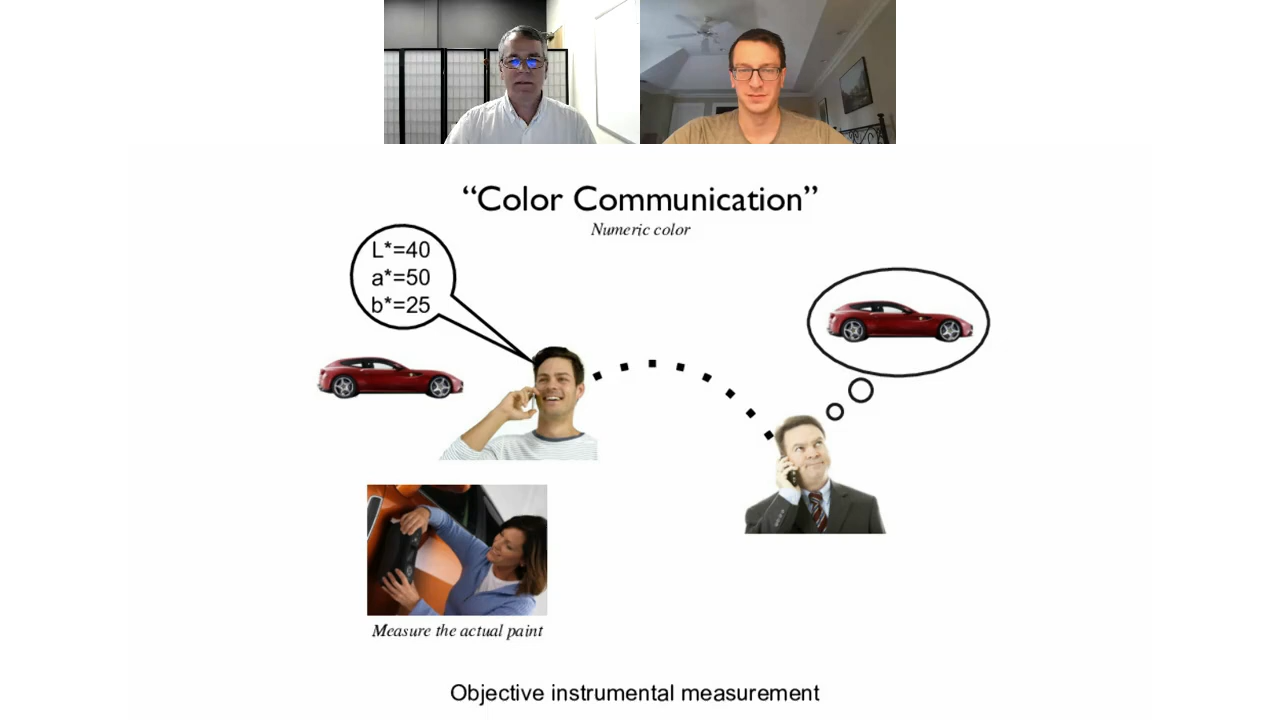 “Color Communication”
Numeric color
L*=40
a*=50
b*=25
Measure the actual paint
Objective instrumental measurement